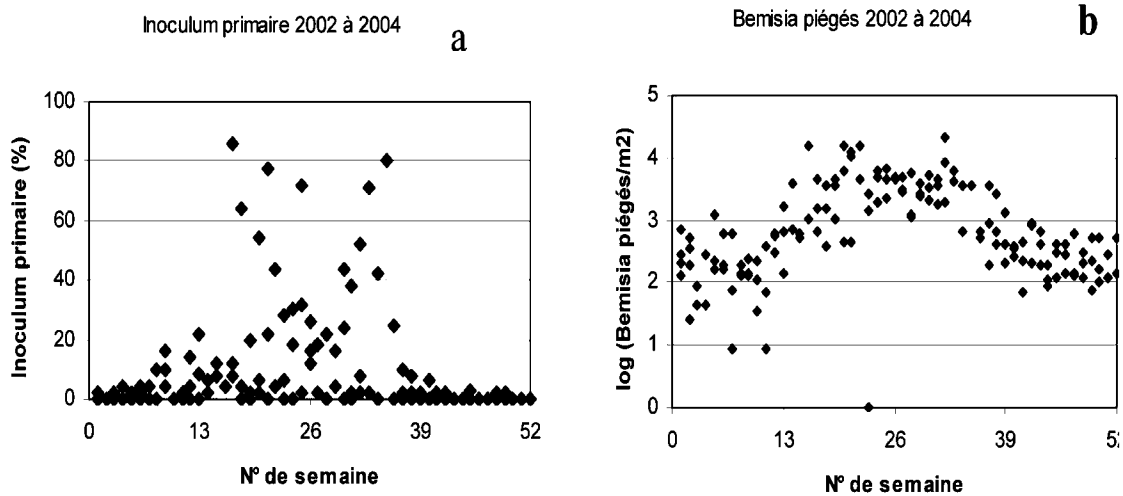 Inoculum primaire 2002 à 2004
a
Inoculum primaire (%)
100
80
60
40
20
0
0 13 26 39 52
N° de semaine
Bemisia piégés 2002 à 2004
b
log (Bemisia piégés/m2)
5
4
3
2
1
0
0 13 26 39 52
N° de semaine